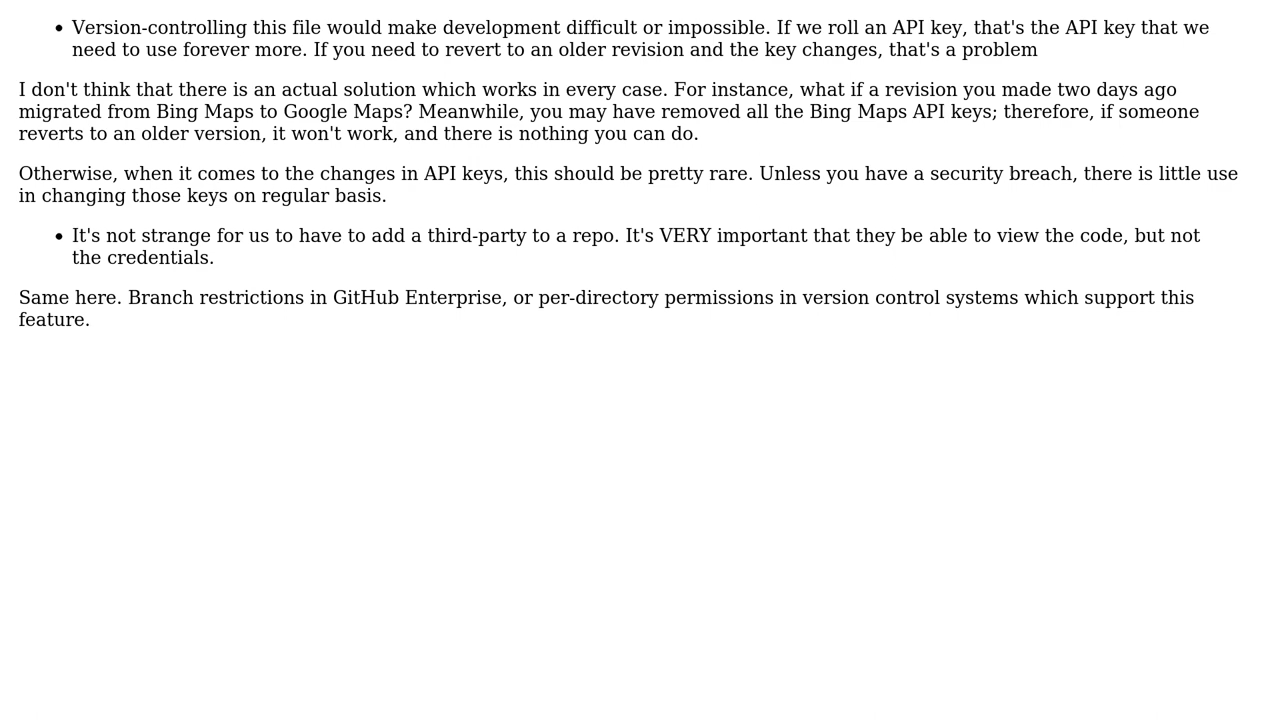 • Version-controlling this file would make development difficult or impossible. If we roll an API key, that's the API key that we
need to use forever more. If you need to revert to an older revision and the key changes, that's a problem
I don't think that there is an actual solution which works in every case. For instance, what if a revision you made two days ago
migrated from Bing Maps to Google Maps? Meanwhile, you may have removed all the Bing Maps API keys; therefore, if someone
reverts to an older version, it won't work, and there is nothing you can do.
Otherwise, when it comes to the changes in API keys, this should be pretty rare. Unless you have a security breach, there is little use
in changing those keys on regular basis.
• It's not strange for us to have to add a third-party to a repo. It's VERY important that they be able to view the code, but not
the credentials.
Same here. Branch restrictions in GitHub Enterprise, or per-directory permissions in version control systems which support this
feature.